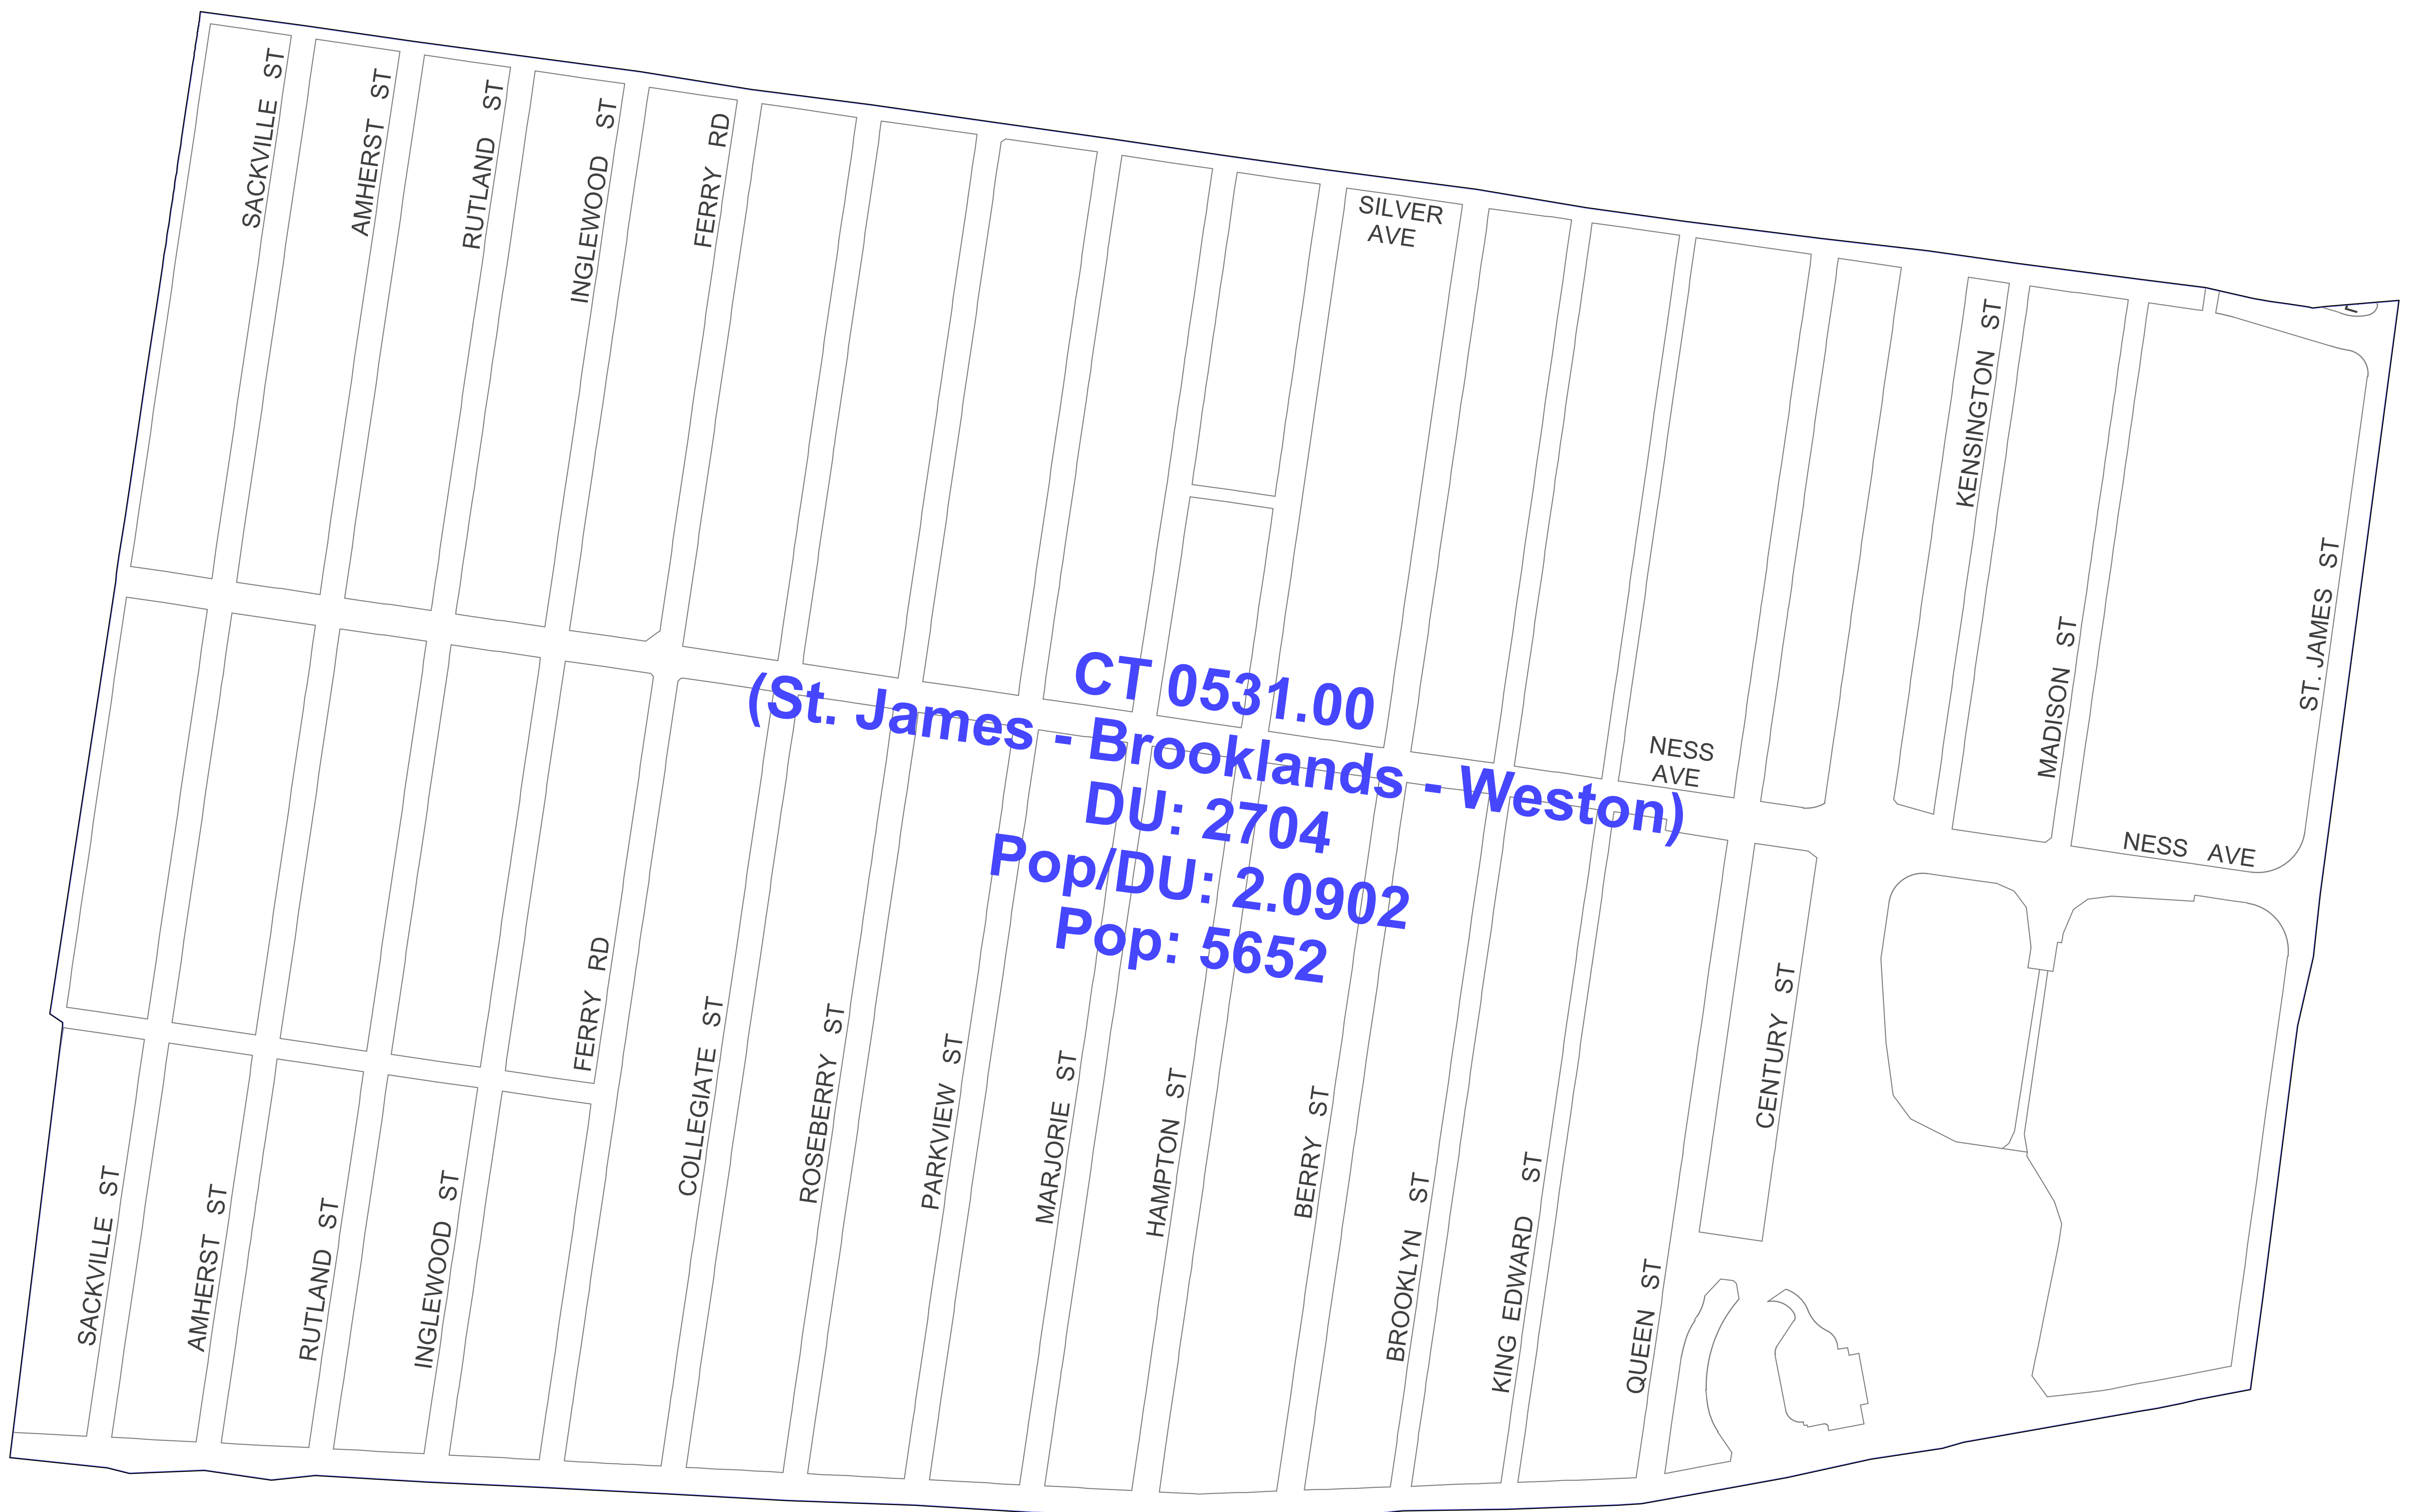 SACKVILLE ST
AMHERST ST
RUTLAND ST
INGLEWOOD ST
FERRY RD
SILVER
AVE
KENSINGTON ST
ST. JAMES ST
MADISON ST
CT 0531.00
(St. James - Brooklands - Weston)
DU: 2704
Pop/DU: 2.0902
Pop: 5652
NESS
AVE
NESS AVE
FERRY RD
CENTURY ST
COLLEGIATE ST
ROSEBERRY ST
PARKVIEW ST
MARJORIE ST
HAMPTON ST
BERRY ST
BROOKLYN ST
KING EDWARD ST
QUEEN ST
SACKVILLE ST
AMHERST ST
RUTLAND ST
INGLEWOOD ST